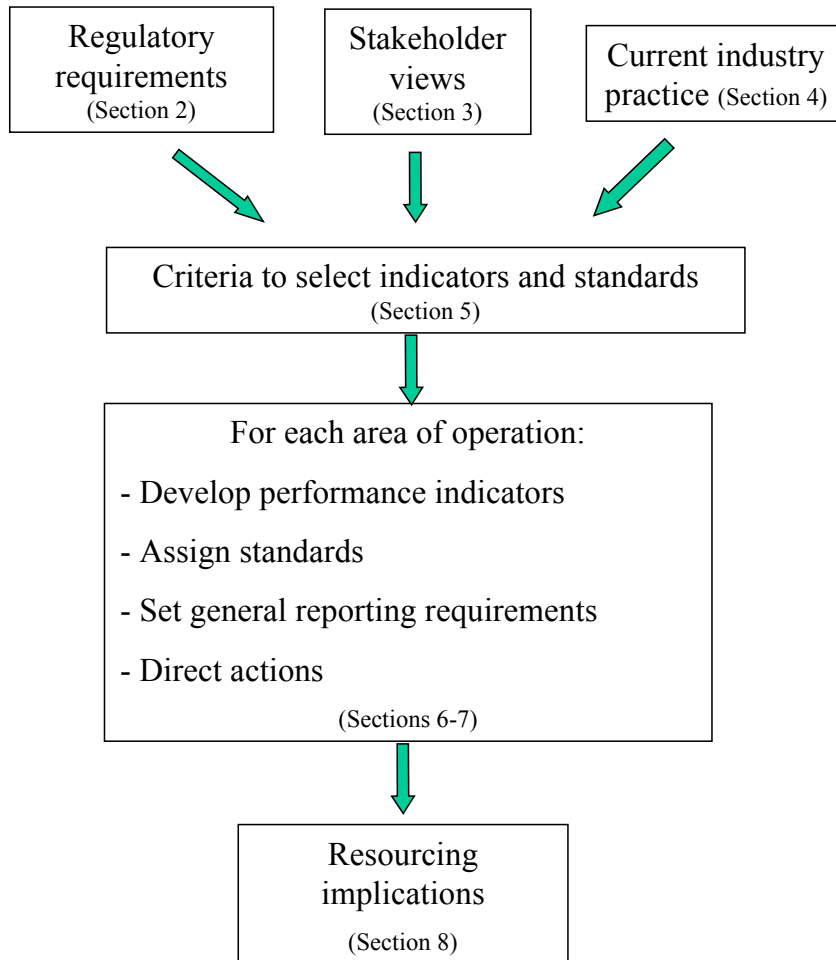 Regulatory
requirements
(Section 2)
Stakeholder
views
(Section 3)
Current industry
practice (Section 4)
Criteria to select indicators and standards
(Section 5)
For each area of operation:
- Develop performance indicators
- Assign standards
- Set general reporting requirements
- Direct actions
(Sections 6-7)
Resourcing
implications
(Section 8)